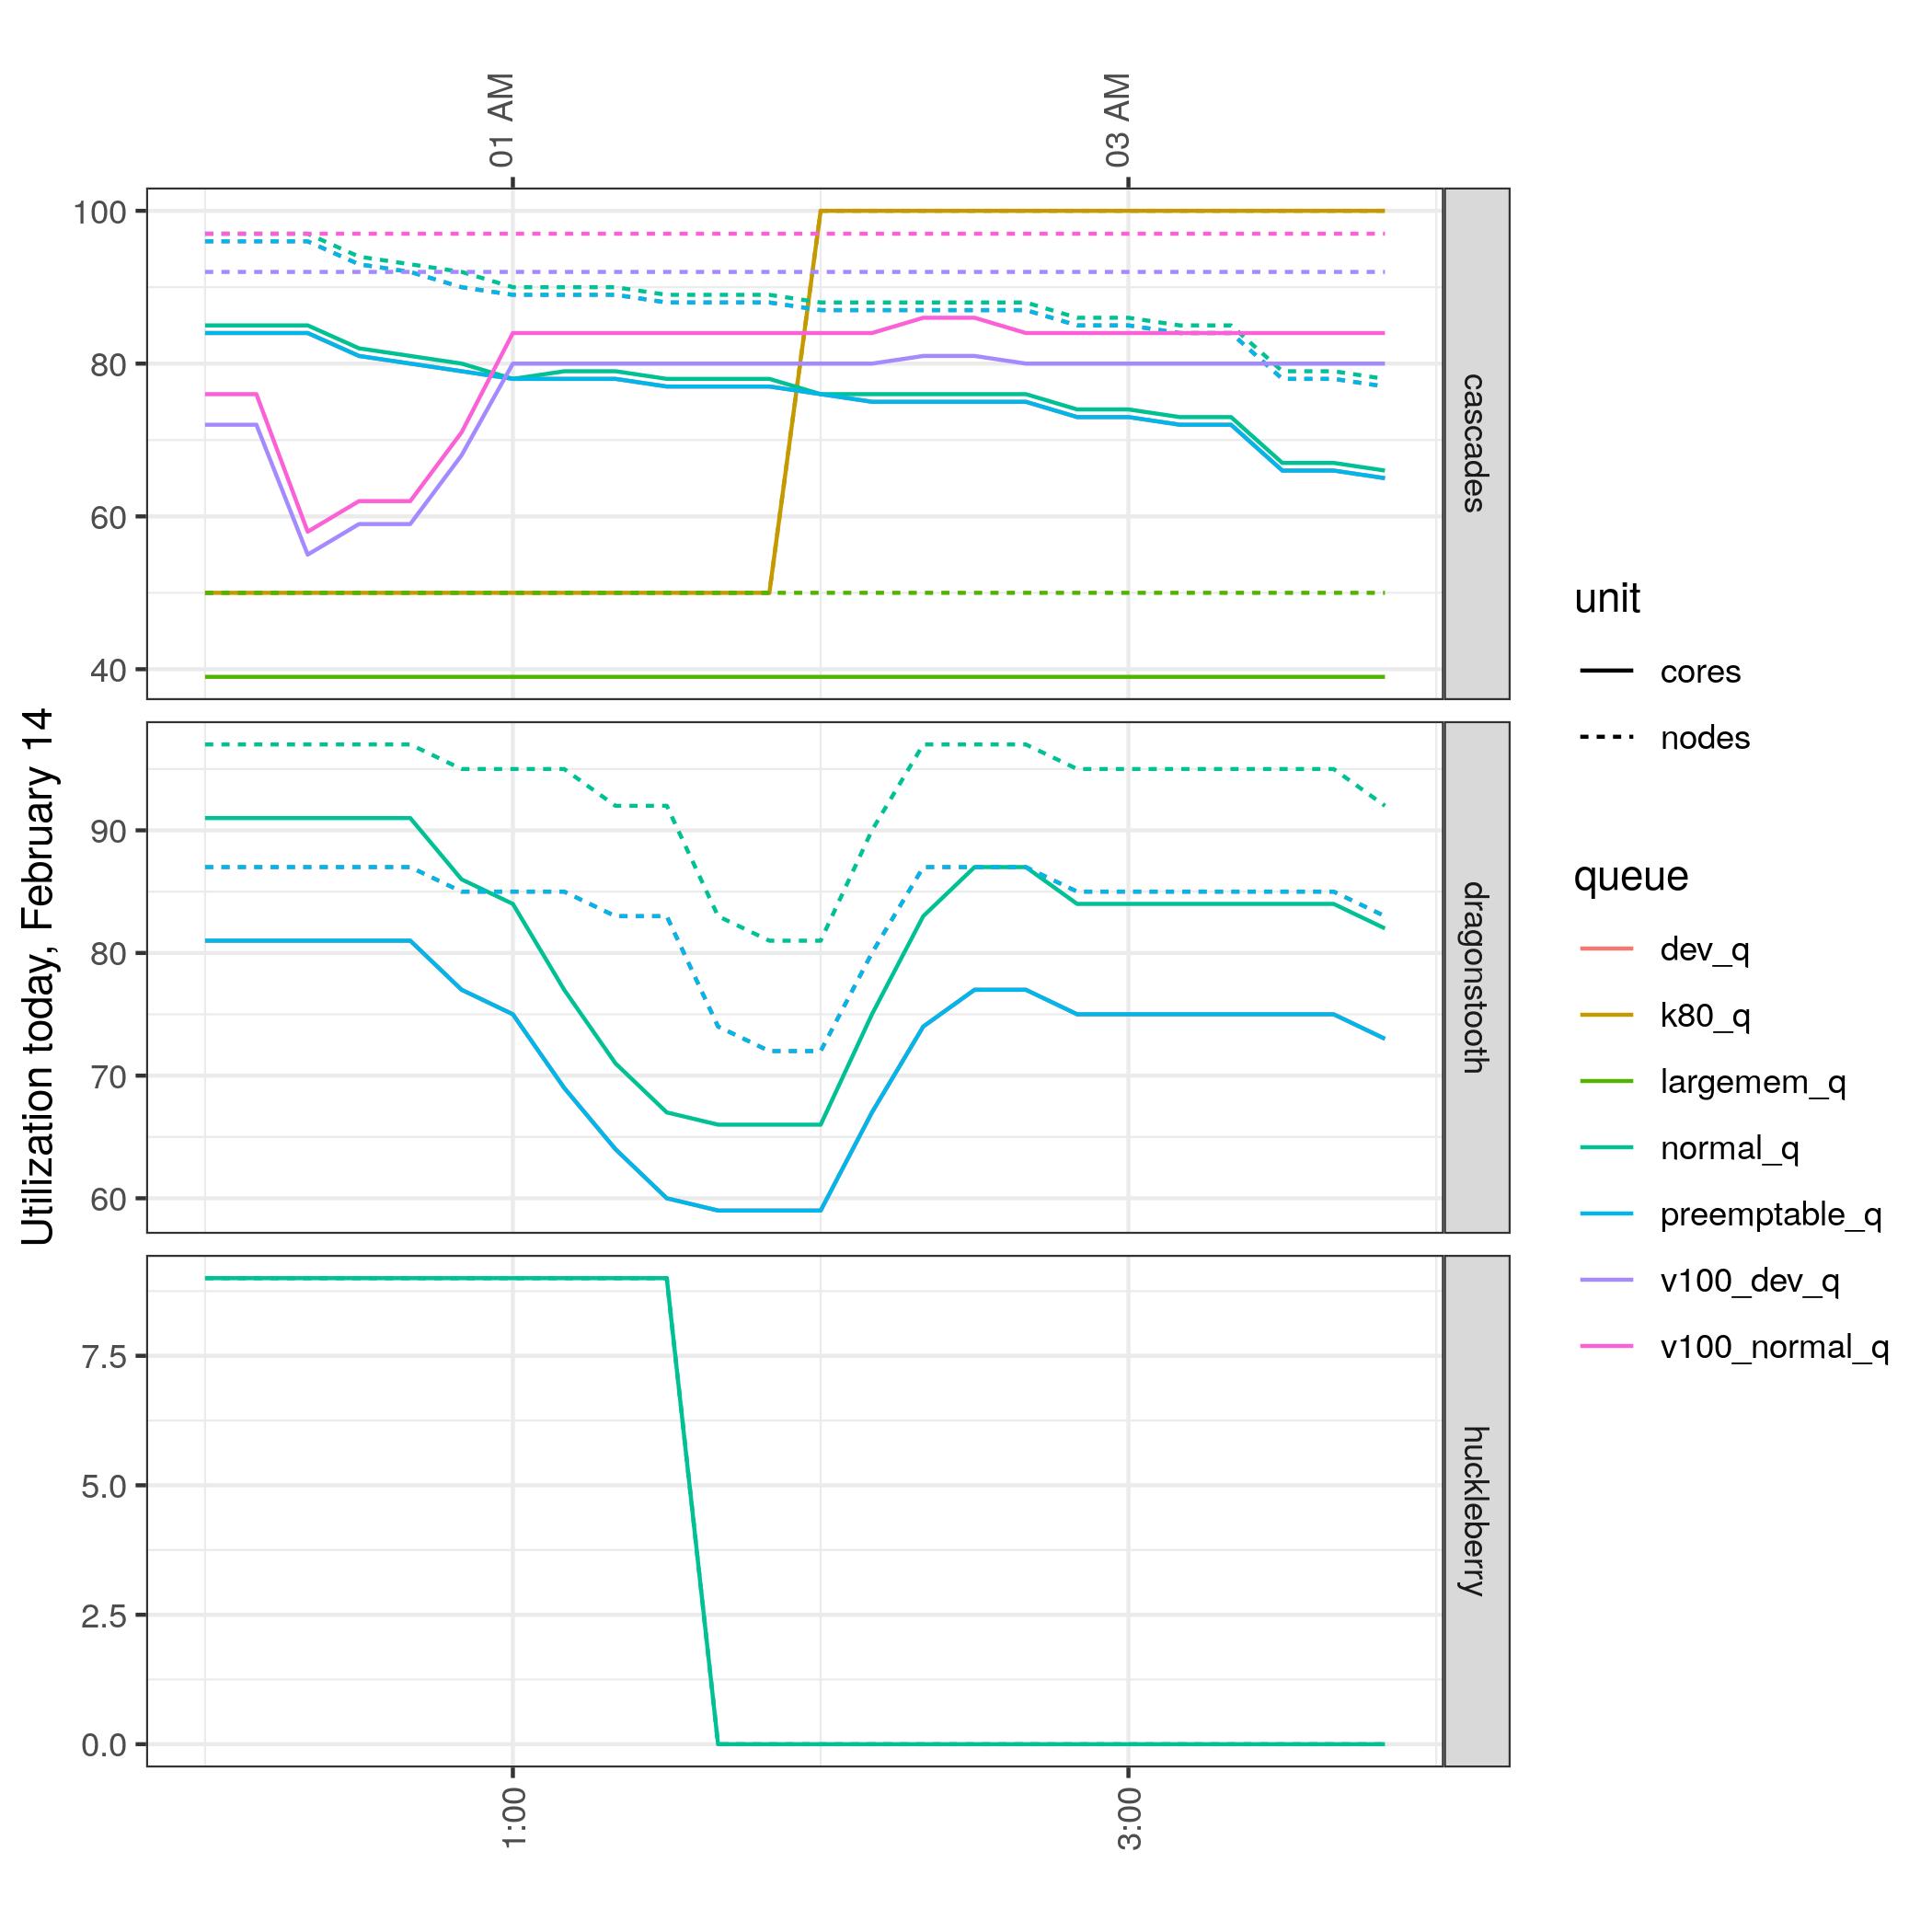 01 AM
03 AM
Utilization today, February 14
100
80
60
40
cascades
90
80
70
60
dragonstooth
7.5
5.0
2.5
0.0
huckleberry
1:00
3:00
unit
cores
nodes
queue
dev_q
k80_q
largemem_q
normal_q
preemptable_q
v100_dev_q
v100_normal_q